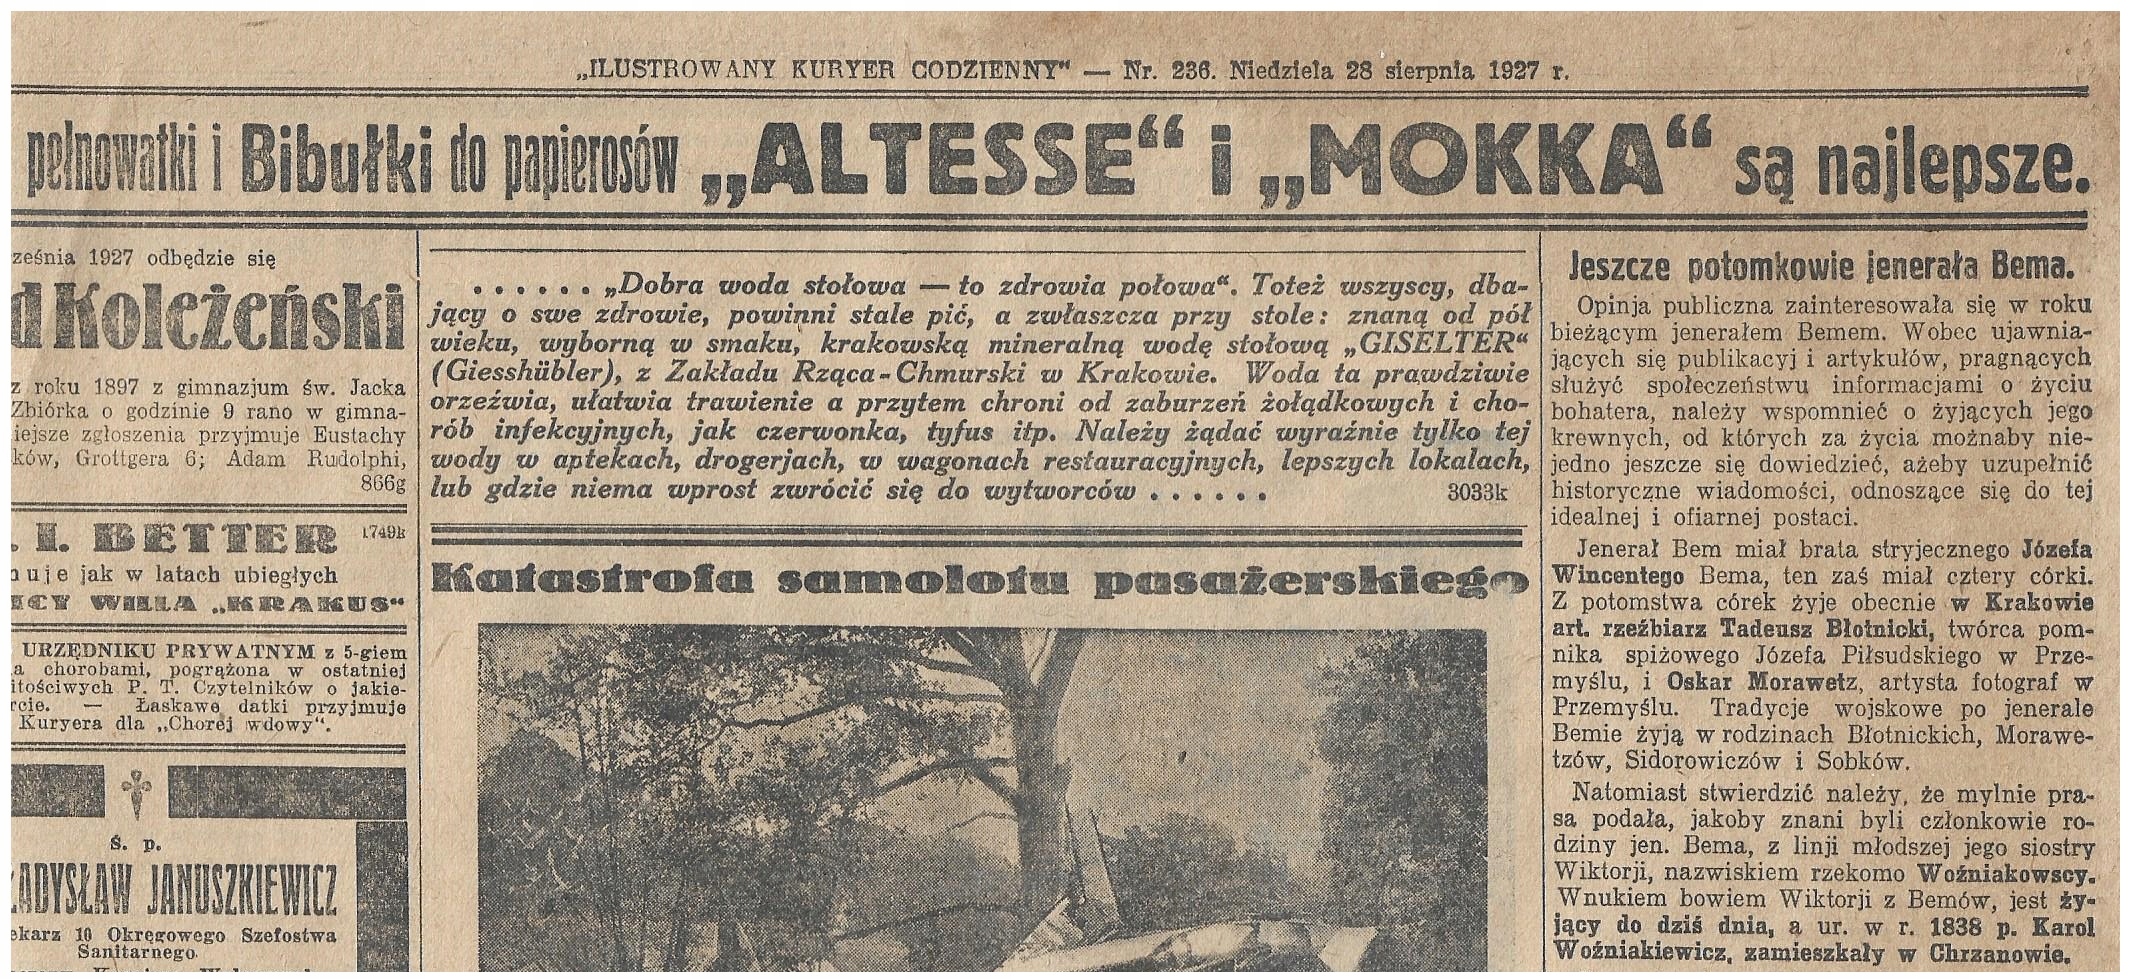 „ILUSTROWANY KURYER CODZIENNY“ — Nr. 236. Niedziela 28 sierpnia 1927 r.
pełnowatki i Bibułki do papierosów „ALTESSE“ i „MOKKA“ są najlepsze.
ześnia 1927 odbędzie się
d Koleżeński
z roku 1897 z gimnazjum św. Jacka
Zbiórka o godzinie 9 rano w gimna-
iejsze zgłoszenia przyjmuje Eustachy
ków, Grottgera 6; Adam Rudolphi,
866g
. I. BETTER 1749k
nuje jak w latach ubiegłych
ICY WILLA „KRAKUS“
URZĘDNIKU PRYWATNYM z 5-giem
a chorobami, pogrążona w ostatniej
itościwych P. T. Czytelników o jakie-
rcie. — Łaskawe datki przyjmuje
Kuryera dla „Chorej wdowy“.
Ś. p.
ŁADYSŁAW JANUSZKIEWICZ
ekarz 10 Okręgowego Szefostwa
Sanitarnego
. . . . . . „Dobra woda stołowa — to zdrowia połowa“. Toteż wszyscy, dba-
jący o swe zdrowie, powinni stale pić, a zwłaszcza przy stole: znaną od pół
wieku, wyborną w smaku, krakowską mineralną wodę stołową „GISELTER“
(Giesshübler), z Zakładu Rząca-Chmurski w Krakowie. Woda ta prawdziwie
orzeźwia, ułatwia trawienie a przytem chroni od zaburzeń żołądkowych i cho-
rób infekcyjnych, jak czerwonka, tyfus itp. Należy żądać wyraźnie tylko tej
wody w aptekach, drogerjach, w wagonach restauracyjnych, lepszych lokalach,
lub gdzie niema wprost zwrócić się do wytworców . . . . . . 3033k
Katastrofa samolotu pasażerskiego
Jeszcze potomkowie jenerała Bema.
Opinja publiczna zainteresowała się w roku
bieżącym jenerałem Bemem. Wobec ujawnia-
jących się publikacyj i artykułów, pragnących
służyć społeczeństwu informacjami o życiu
bohatera, należy wspomnieć o żyjących jego
krewnych, od których za życia możnaby nie-
jedno jeszcze się dowiedzieć, ażeby uzupełnić
historyczne wiadomości, odnoszące się do tej
idealnej i ofiarnej postaci.
Jenerał Bem miał brata stryjecznego Józefa
Wincentego Bema, ten zaś miał cztery córki.
Z potomstwa córek żyje obecnie w Krakowie
art. rzeźbiarz Tadeusz Błotnicki, twórca pom-
nika spiżowego Józefa Piłsudskiego w Prze-
myślu, i Oskar Morawetz, artysta fotograf w
Przemyślu. Tradycje wojskowe po jenerale
Bemie żyją w rodzinach Błotnickich, Morawe-
tzów, Sidorowiczów i Sobków.
Natomiast stwierdzić należy, że mylnie pra-
sa podała, jakoby znani byli członkowie ro-
dziny jen. Bema, z linji młodszej jego siostry
Wiktorji, nazwiskiem rzekomo Woźniakowscy.
Wnukiem bowiem Wiktorji z Bemów, jest ży-
jący do dziś dnia, a ur. w r. 1838 p. Karol
Woźniakiewicz, zamieszkały w Chrzanowie.